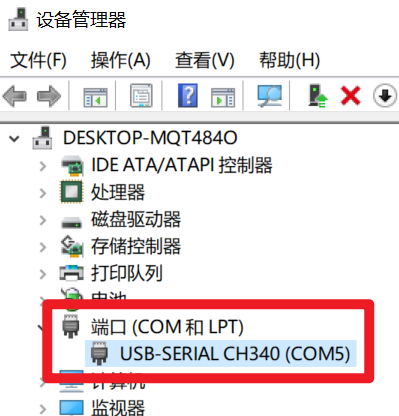 设备管理器
文件(F) 操作(A) 查看(V) 帮助(H)
DESKTOP-MQT484O
IDE ATA/ATAPI 控制器
处理器
磁盘驱动器
存储控制器
打印队列
电池
端口 (COM 和 LPT)
USB-SERIAL CH340 (COM5)
计算机
监视器